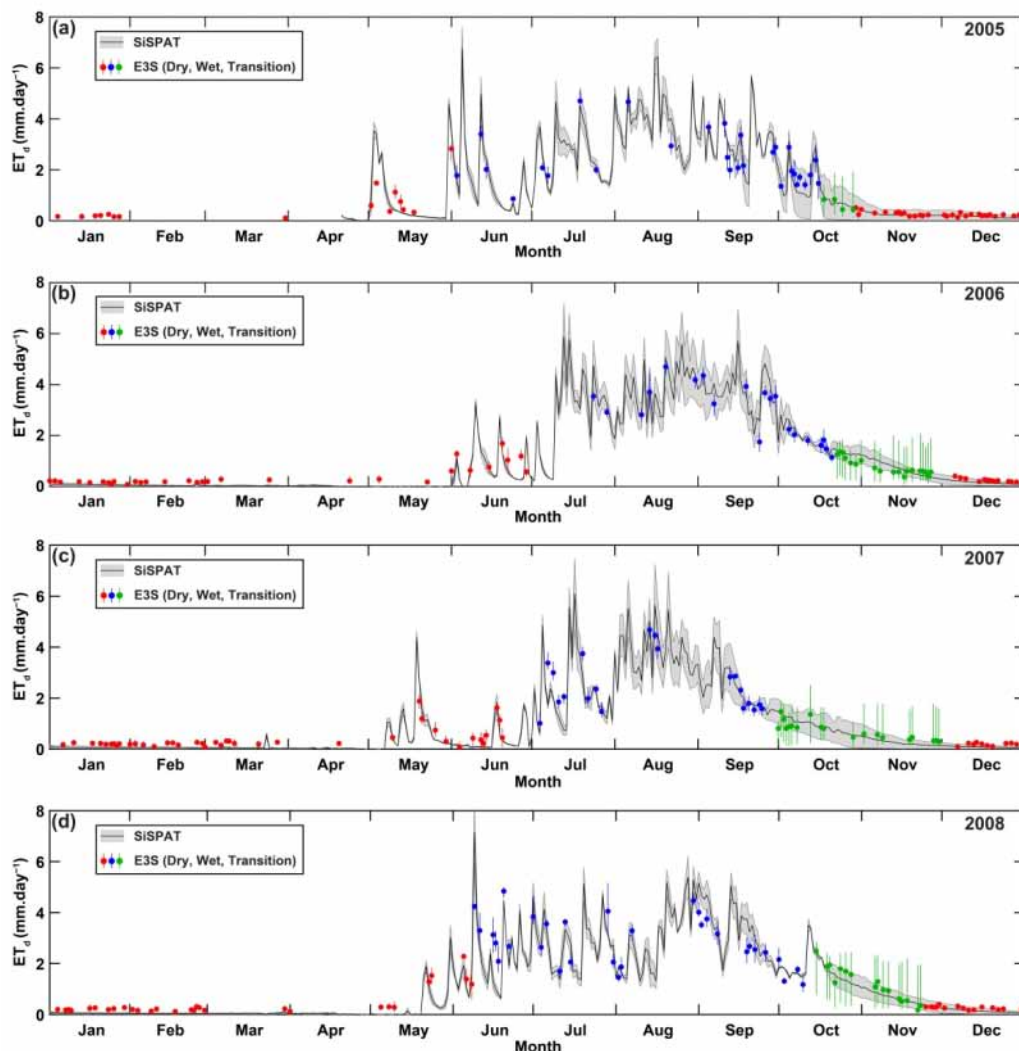 (a)
2005
SiSPAT
E3S (Dry, Wet, Transition)
ET_d (mm.day⁻¹)
8
6
4
2
0
Jan Feb Mar Apr May Jun Jul Aug Sep Oct Nov Dec
Month
(b)
2006
SiSPAT
E3S (Dry, Wet, Transition)
ET_d (mm.day⁻¹)
8
6
4
2
0
Jan Feb Mar Apr May Jun Jul Aug Sep Oct Nov Dec
Month
(c)
2007
SiSPAT
E3S (Dry, Wet, Transition)
ET_d (mm.day⁻¹)
8
6
4
2
0
Jan Feb Mar Apr May Jun Jul Aug Sep Oct Nov Dec
Month
(d)
2008
SiSPAT
E3S (Dry, Wet, Transition)
ET_d (mm.day⁻¹)
8
6
4
2
0
Jan Feb Mar Apr May Jun Jul Aug Sep Oct Nov Dec
Month